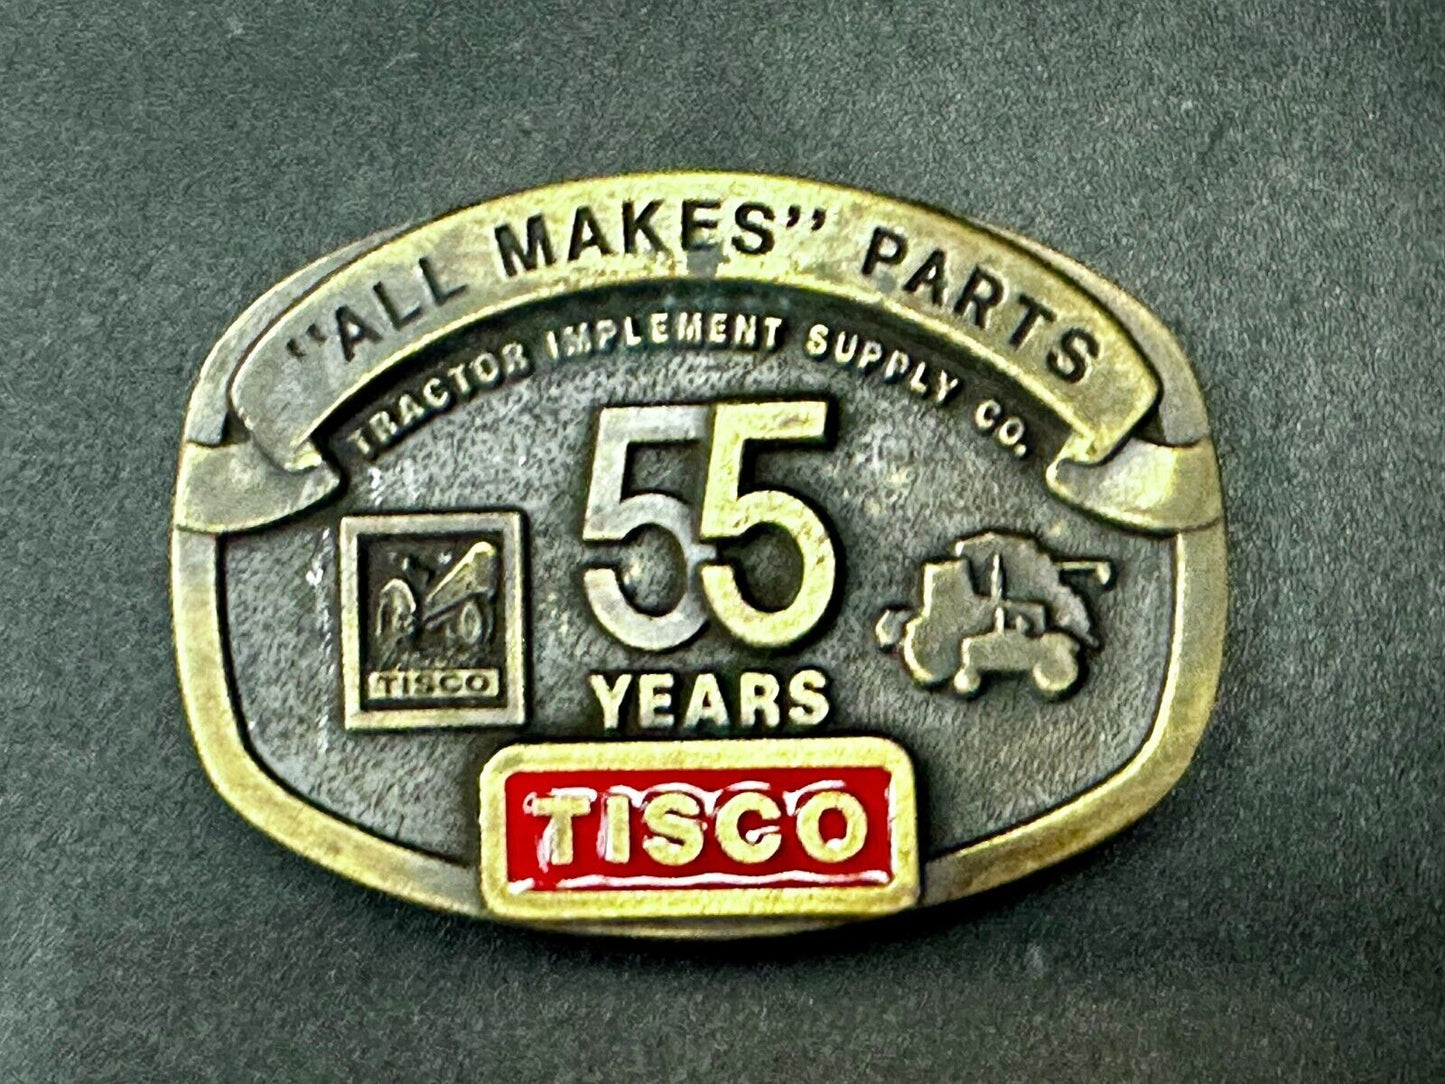 "ALL MAKES" PARTS
TRACTOR IMPLEMENT SUPPLY CO.
55
YEARS
TISCO
TISCO